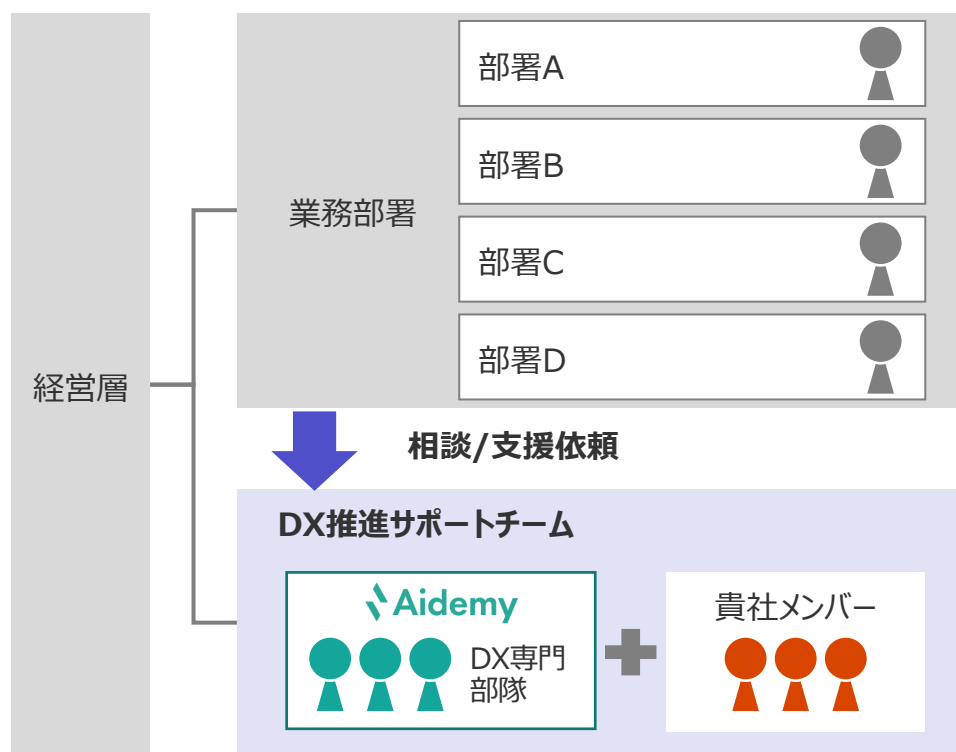 経営層
業務部署
部署A
部署B
部署C
部署D
相談/支援依頼
DX推進サポートチーム
Aidemy
DX専門
部隊
貴社メンバー